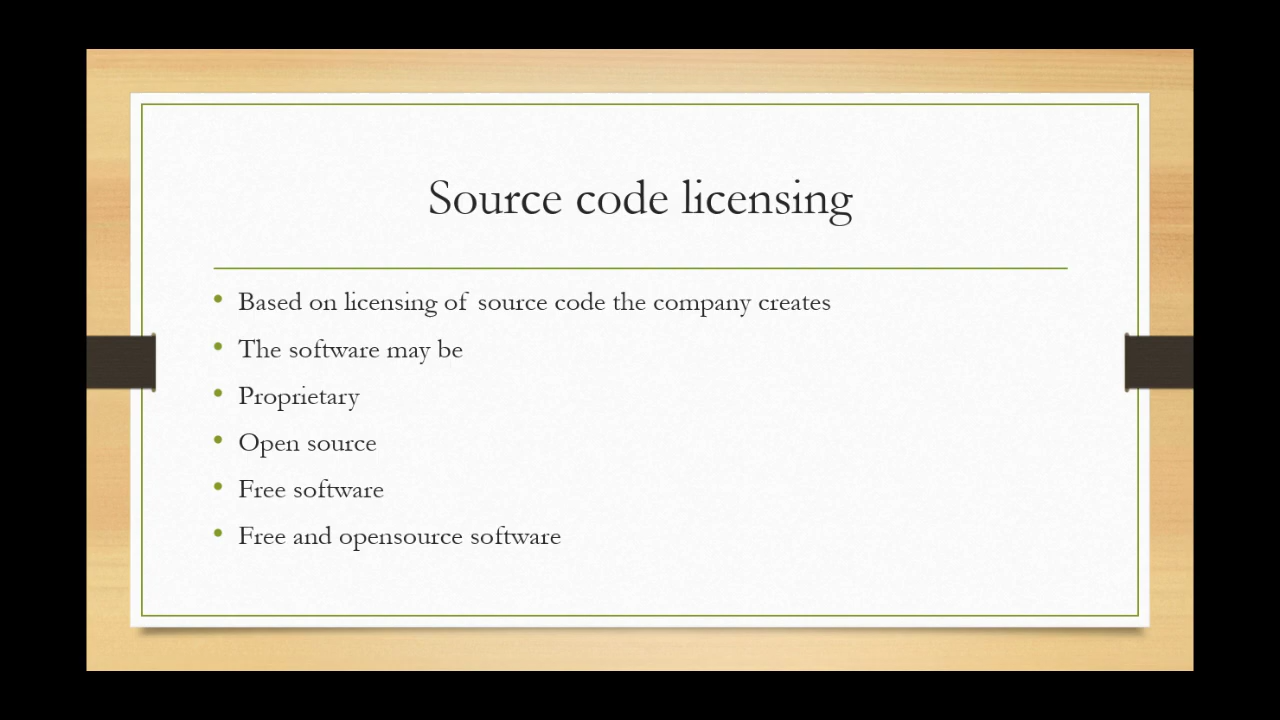 Source code licensing
Based on licensing of source code the company creates
The software may be
Proprietary
Open source
Free software
Free and opensource software